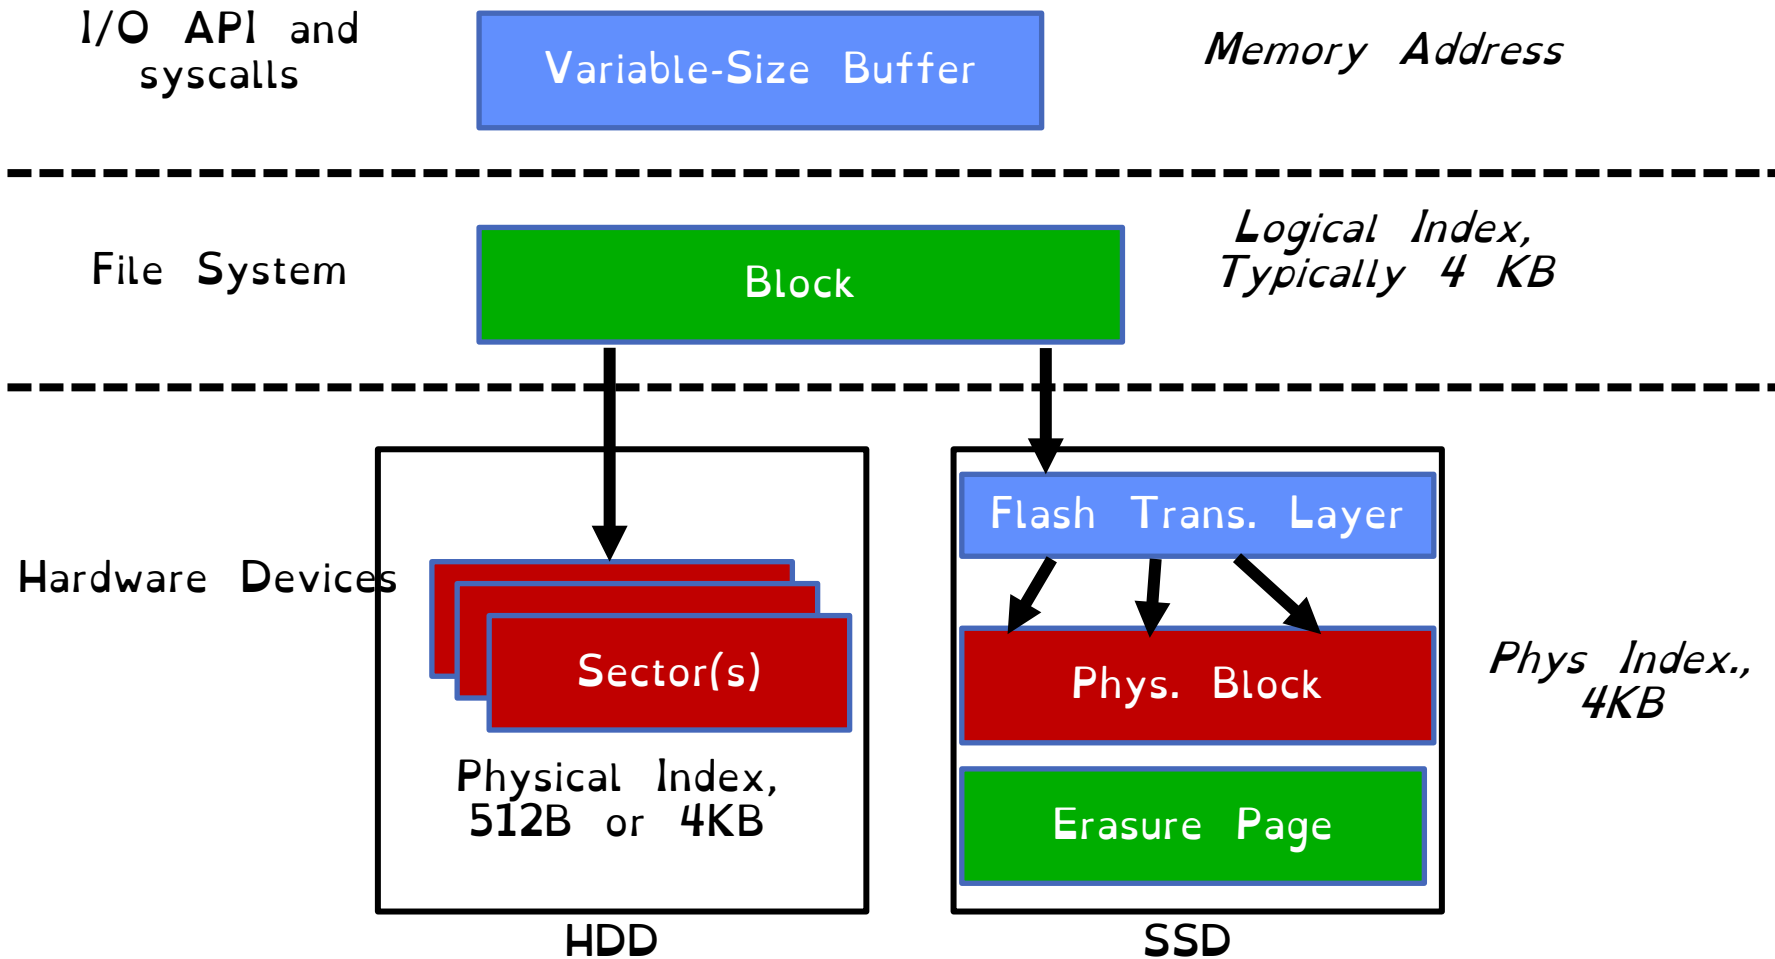 I/O API and
syscalls
Variable-Size Buffer
Memory Address
File System
Block
Logical Index,
Typically 4 KB
Hardware Devices
Sector(s)
Physical Index,
512B or 4KB
HDD
Flash Trans. Layer
Phys. Block
Erasure Page
SSD
Phys Index.,
4KB